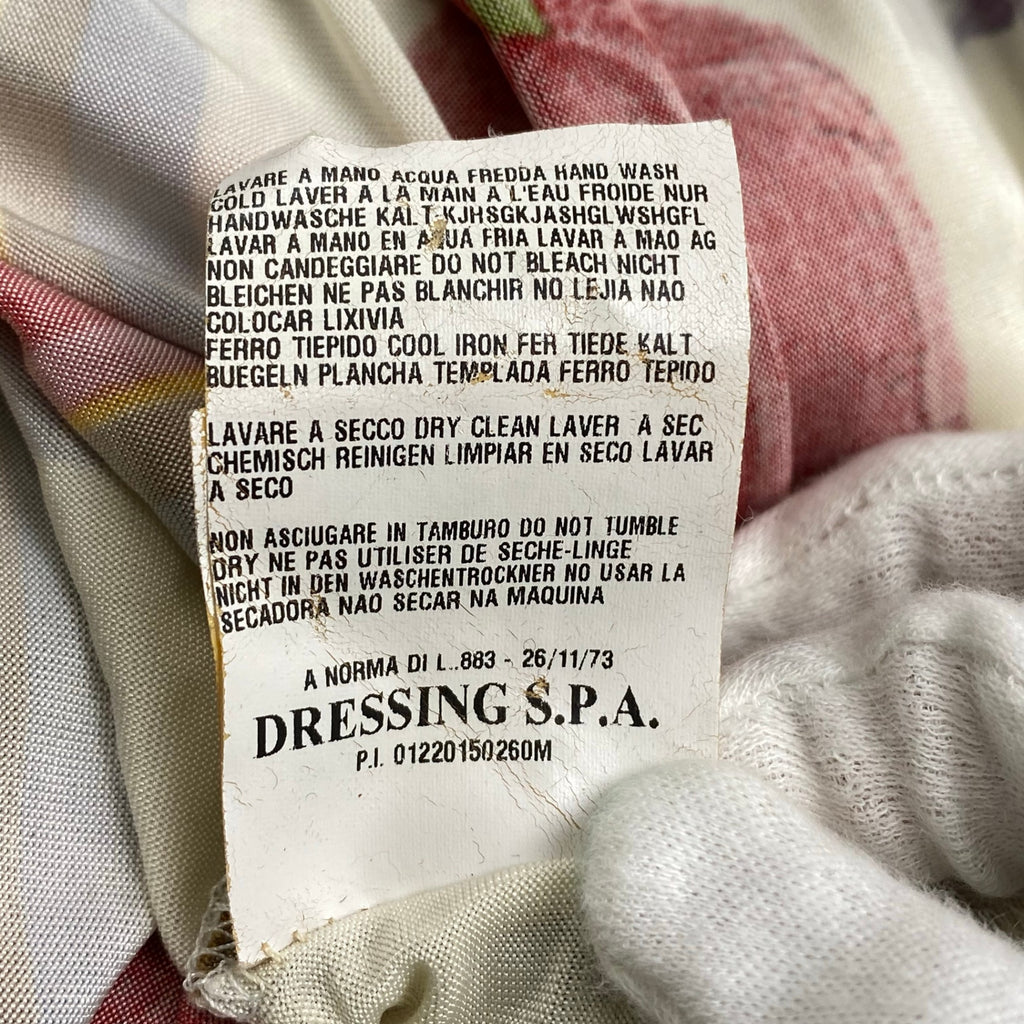 LAVARE A MANO ACQUA FREDDA HAND WASH
COLD LAVER A LA MAIN A L'EAU FROIDE NUR
HANDWASCHE KALT KJHSGKJASHGLWSHGFL
LAVAR A MANO EN AGUA FRIA LAVAR A MAO AG
NON CANDEGGIARE DO NOT BLEACH NICHT
BLEICHEN NE PAS BLANCHIR NO LEJIA NAO
COLOCAR LIXIVIA
FERRO TIEPIDO COOL IRON FER TIEDE KALT
BUEGELN PLANCHA TEMPLADA FERRO TEPIDO
LAVARE A SECCO DRY CLEAN LAVER A SEC
CHEMISCH REINIGEN LIMPIAR EN SECO LAVAR
A SECO
NON ASCIUGARE IN TAMBURO DO NOT TUMBLE
DRY NE PAS UTILISER DE SECHE-LINGE
NICHT IN DEN WASCHENTROCKNER NO USAR LA
SECADORA NAO SECAR NA MAQUINA
A NORMA DI L..883 - 26/11/73
DRESSING S.P.A.
P.I. 01220150260M